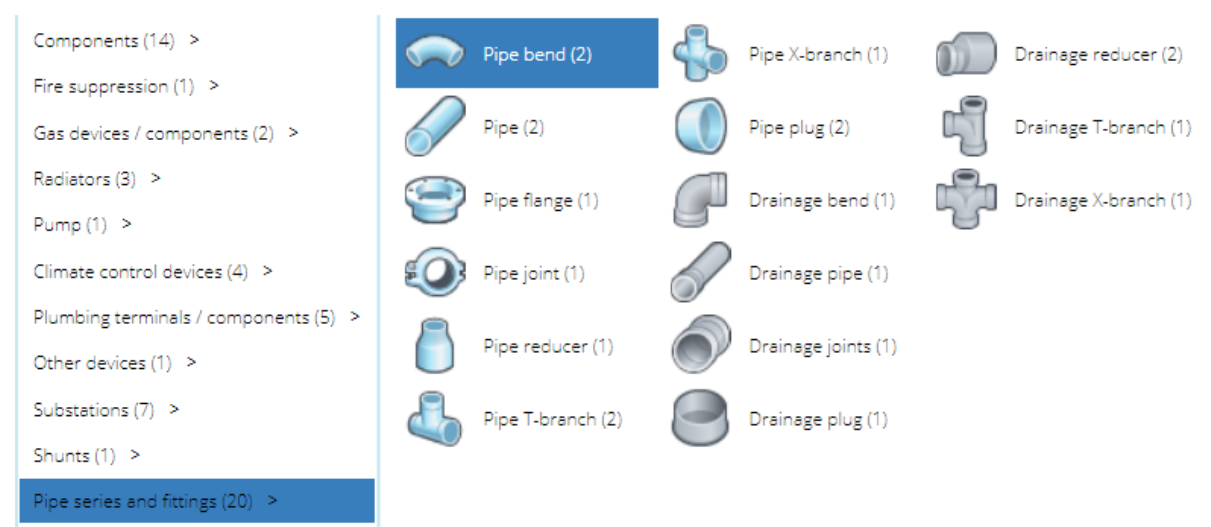 Components (14) >
Fire suppression (1) >
Gas devices / components (2) >
Radiators (3) >
Pump (1) >
Climate control devices (4) >
Plumbing terminals / components (5) >
Other devices (1) >
Substations (7) >
Shunts (1) >
Pipe series and fittings (20) >
Pipe bend (2)
Pipe (2)
Pipe flange (1)
Pipe joint (1)
Pipe reducer (1)
Pipe T-branch (2)
Pipe X-branch (1)
Pipe plug (2)
Drainage bend (1)
Drainage pipe (1)
Drainage joints (1)
Drainage plug (1)
Drainage reducer (2)
Drainage T-branch (1)
Drainage X-branch (1)